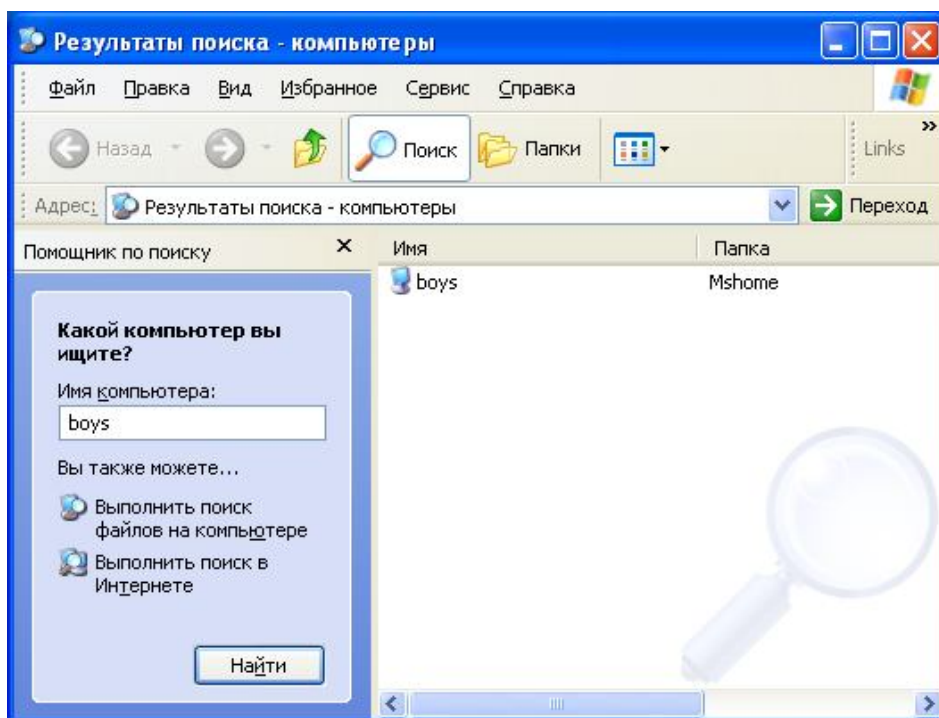 Результаты поиска - компьютеры
Файл Правка Вид Избранное Сервис Справка
Назад Поиск Папки » Links
Адрес: Результаты поиска - компьютеры Переход
Помощник по поиску
Имя Папка
boys Mshome
Какой компьютер вы
ищите?
Имя компьютера:
boys
Вы также можете...
Выполнить поиск
файлов на компьютере
Выполнить поиск в
Интернете
Найти